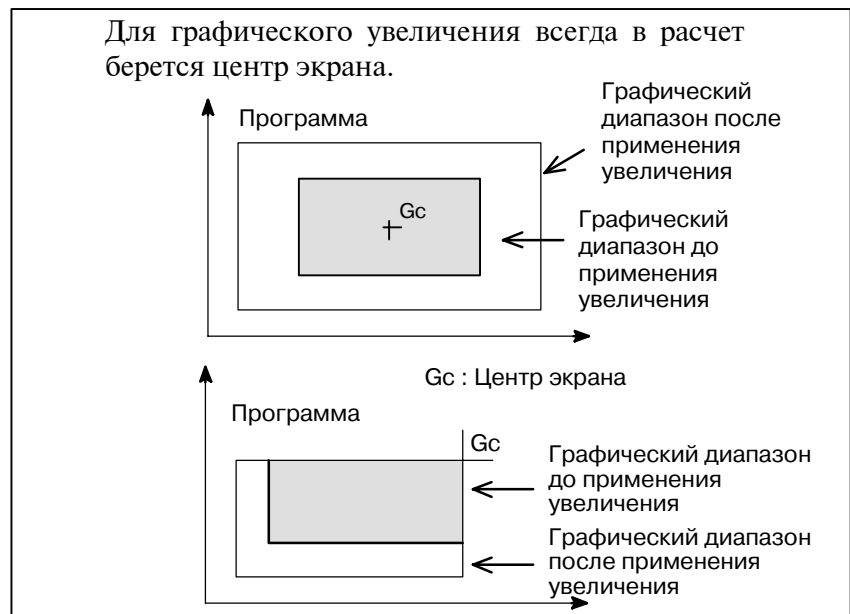 Для графического увеличения всегда в расчет
берется центр экрана.
Программа
Графический
диапазон после
применения
увеличения
Gc
Графический
диапазон до
применения
увеличения
Gc : Центр экрана
Программа
Gc
Графический диапазон
до применения
увеличения
Графический диапазон
после применения
увеличения